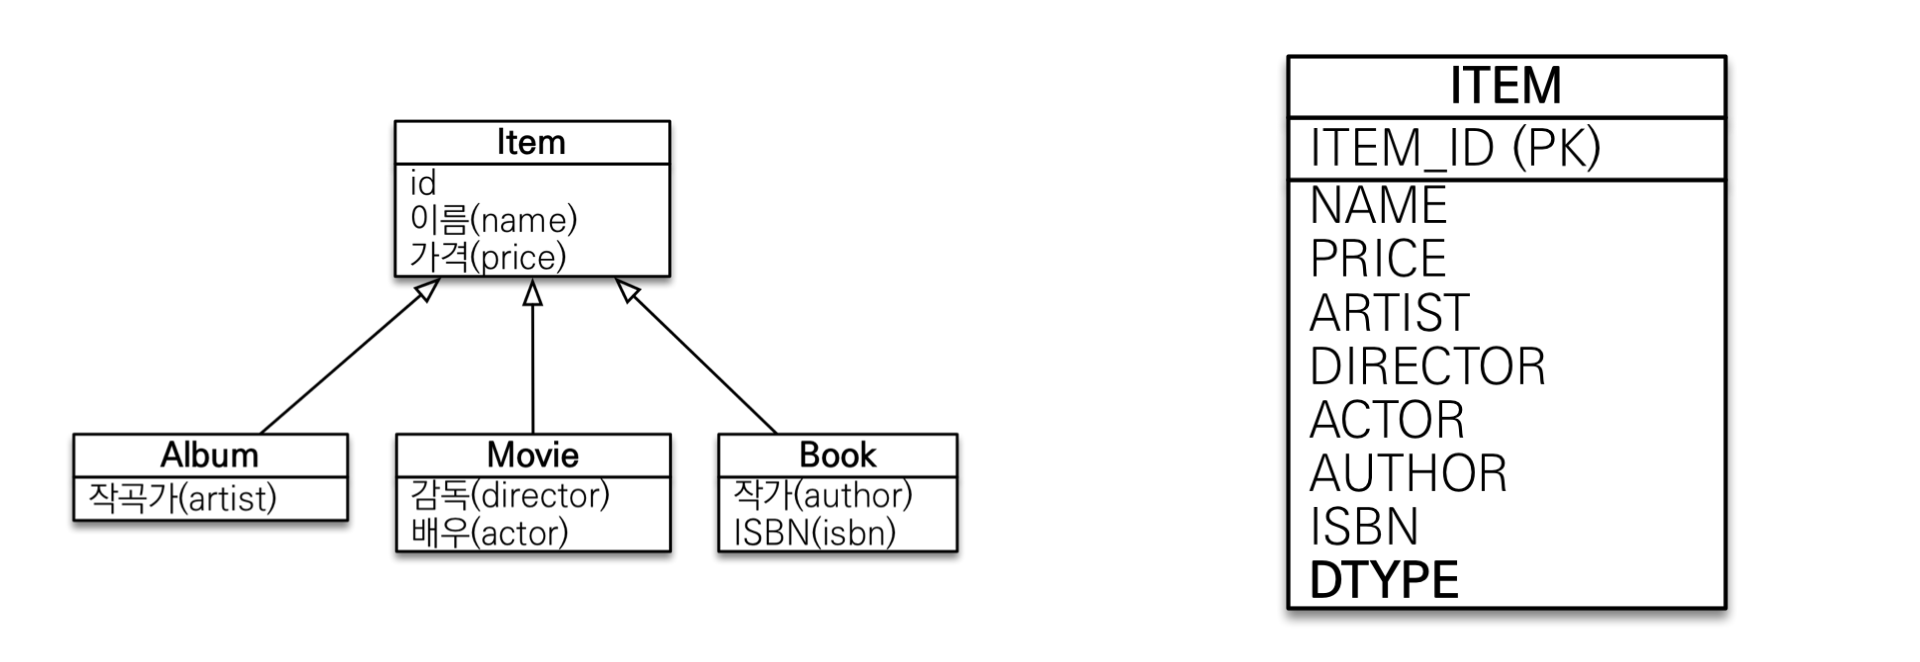 Item
id
이름(name)
가격(price)
Album
작곡가(artist)
Movie
감독(director)
배우(actor)
Book
작가(author)
ISBN(isbn)
ITEM
ITEM_ID (PK)
NAME
PRICE
ARTIST
DIRECTOR
ACTOR
AUTHOR
ISBN
DTYPE